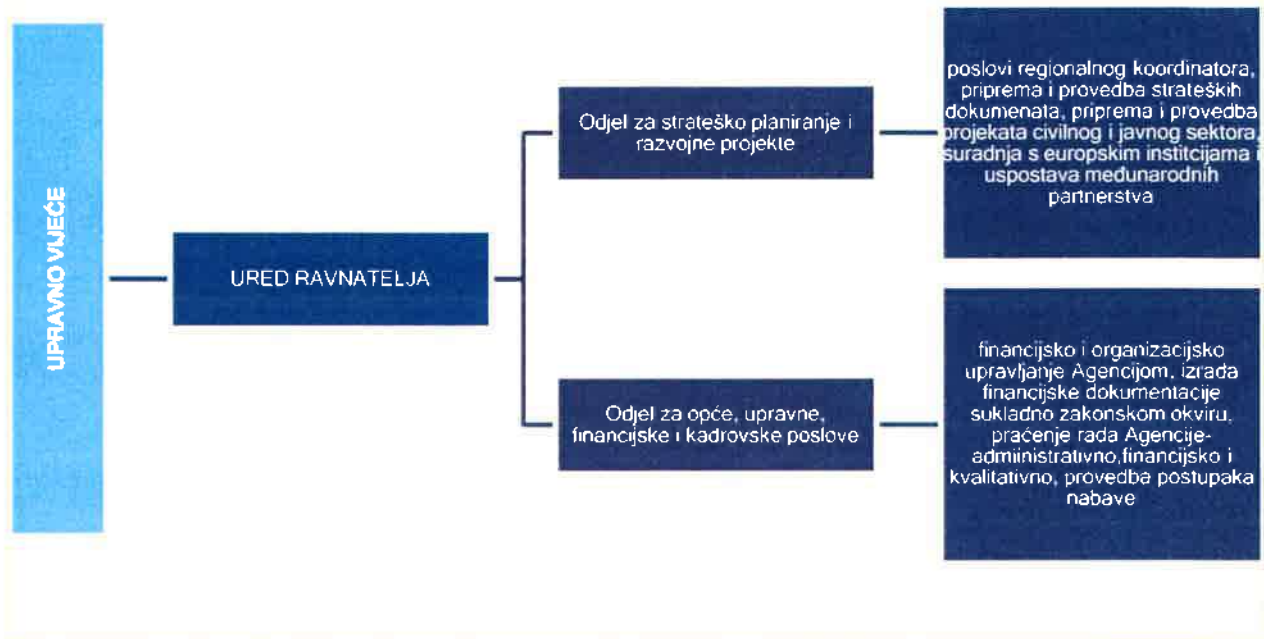 UPRAVNO VIJEĆE
URED RAVNATELJA
Odjel za strateško planiranje i
razvojne projekte
poslovi regionalnog koordinatora,
priprema i provedba strateških
dokumenata, priprema i provedba
projekata civilnog i javnog sektora,
suradnja s europskim institcijama i
uspostava međunarodnih
partnerstva
Odjel za opće, upravne,
financijske i kadrovske poslove
financijsko i organizacijsko
upravljanje Agencijom, izrada
financijske dokumentacije
sukladno zakonskom okviru,
praćenje rada Agencije-
admiinistrativno,financijsko i
kvalitativno, provedba postupaka
nabave